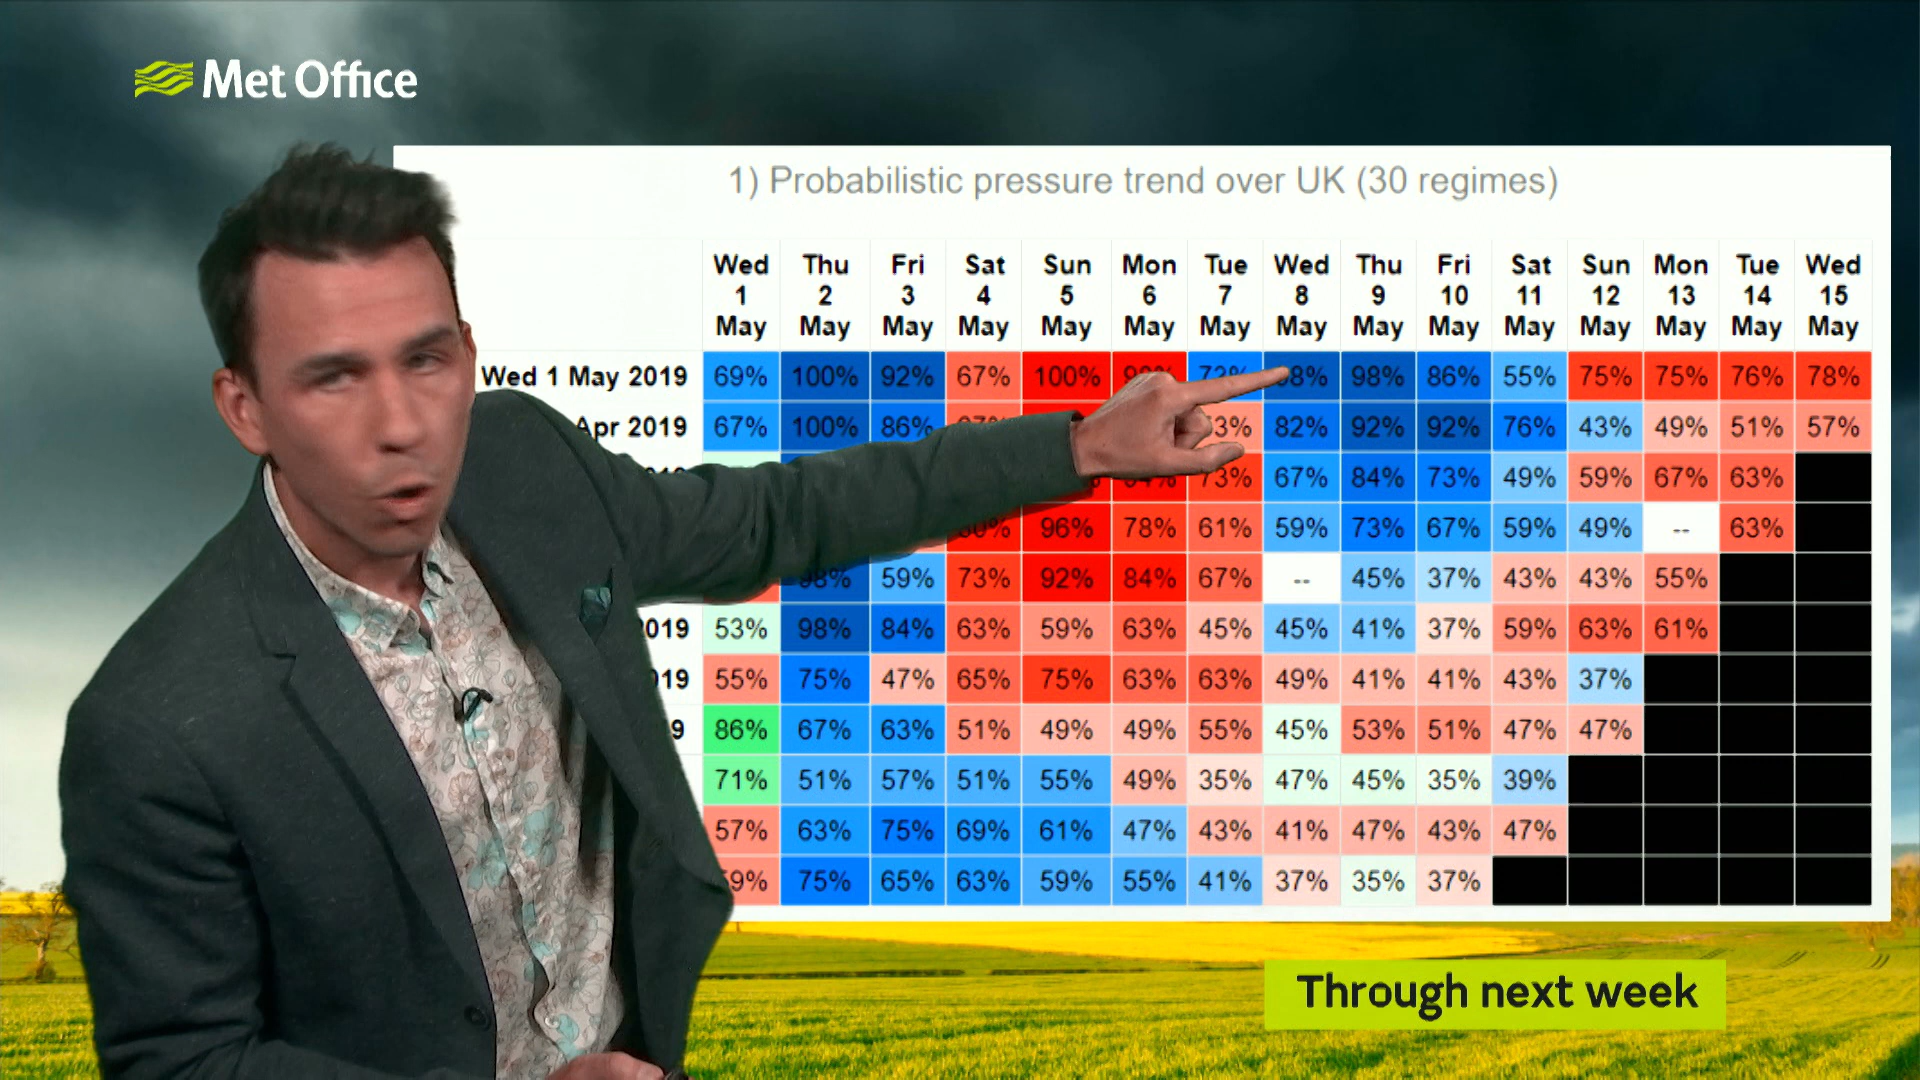 Met Office
1) Probabilistic pressure trend over UK (30 regimes)
Wed Thu Fri Sat Sun Mon Tue Wed Thu Fri Sat Sun Mon Tue Wed
1 2 3 4 5 6 7 8 9 10 11 12 13 14 15
May May May May May May May May May May May May May May May
Wed 1 May 2019 69% 100% 92% 67% 100% 98% 86% 55% 75% 75% 76% 78%
Apr 2019 67% 100% 86% 82% 92% 92% 76% 43% 49% 51% 57%
73% 67% 84% 73% 49% 59% 67% 63%
96% 78% 61% 59% 73% 67% 59% 49% -- 63%
98% 59% 73% 92% 84% 67% -- 45% 37% 43% 43% 55%
2019 53% 98% 84% 63% 59% 63% 45% 45% 41% 37% 59% 63% 61%
19 55% 75% 47% 65% 75% 63% 63% 49% 41% 41% 43% 37%
9 86% 67% 63% 51% 49% 49% 55% 45% 53% 51% 47% 47%
71% 51% 57% 51% 55% 49% 35% 47% 45% 35% 39%
57% 63% 75% 69% 61% 47% 43% 41% 47% 43% 47%
75% 65% 63% 59% 55% 41% 37% 35% 37%
Through next week